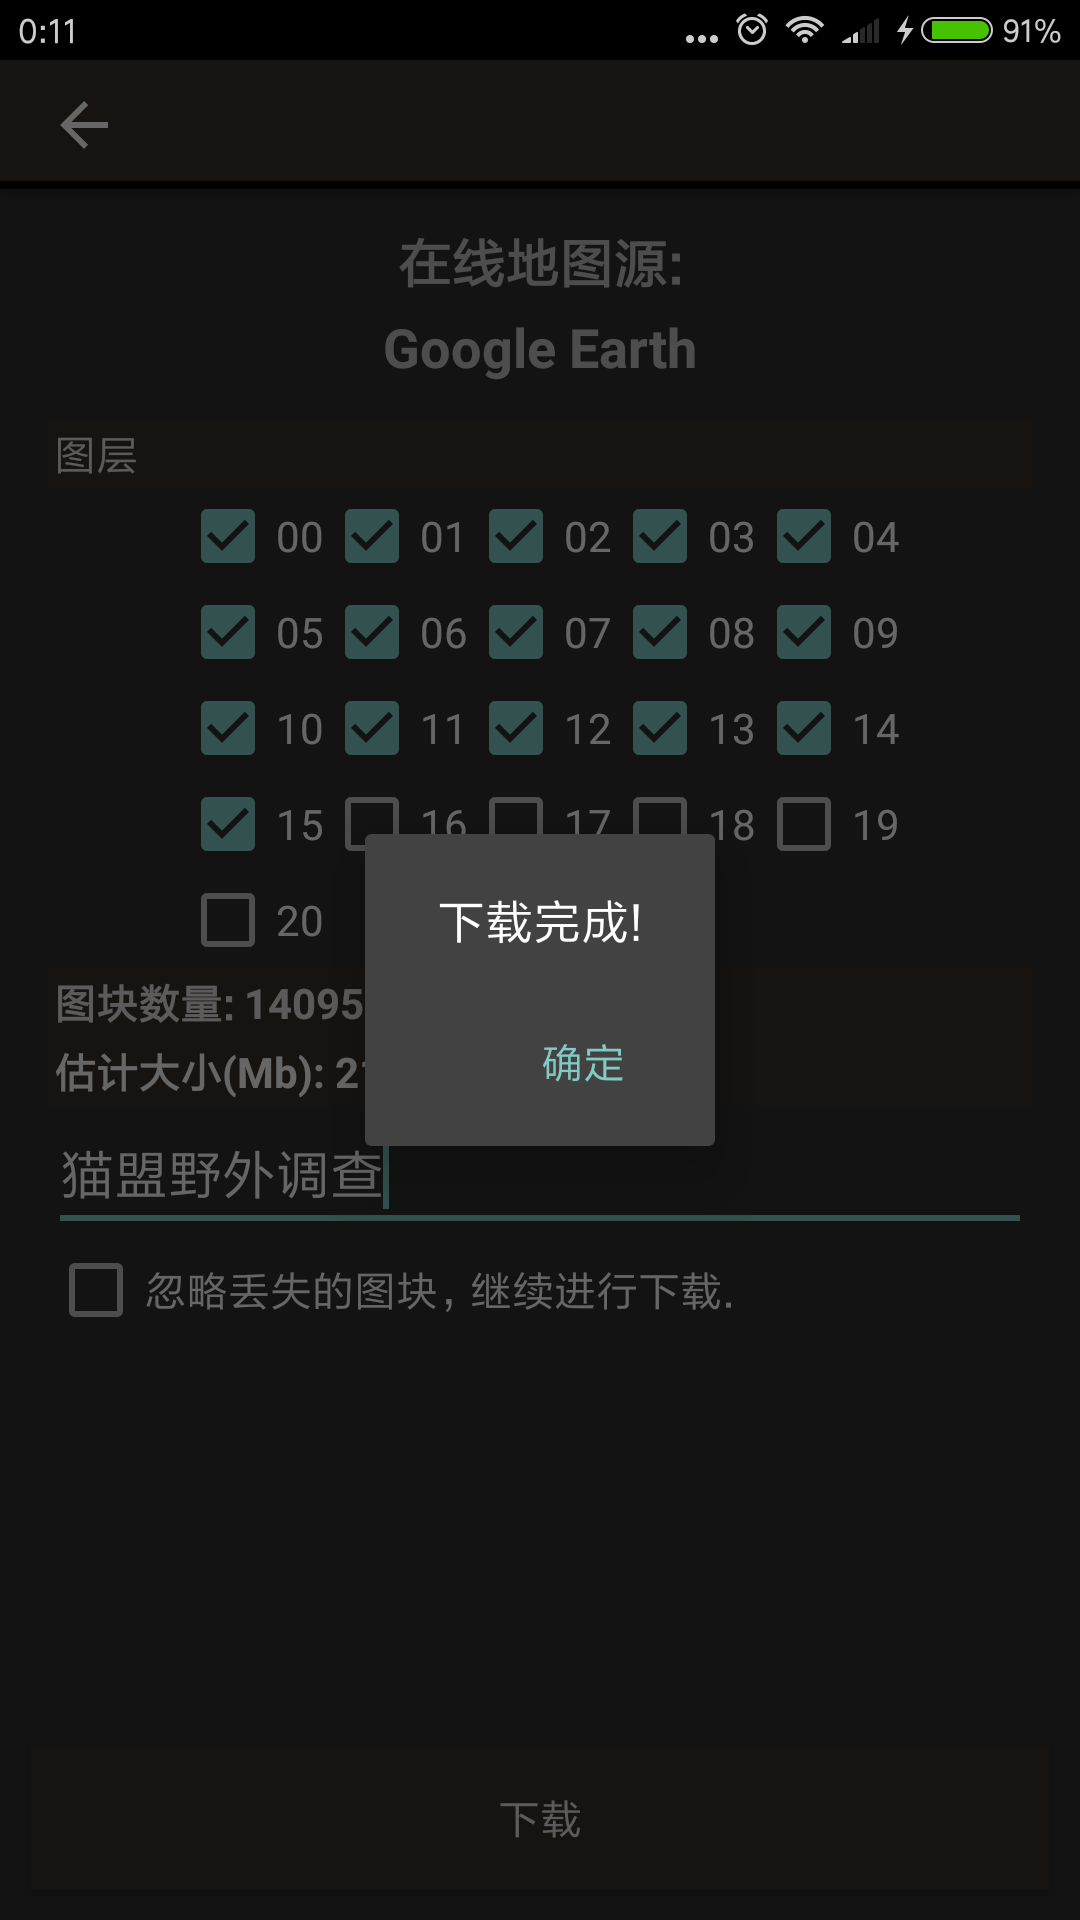 0:11
91%
在线地图源:
Google Earth
图层
00 01 02 03 04
05 06 07 08 09
10 11 12 13 14
15 16 17 18 19
20
下载完成!
确定
图块数量: 14095
估计大小(Mb): 21
猫盟野外调查
忽略丢失的图块, 继续进行下载.
下载